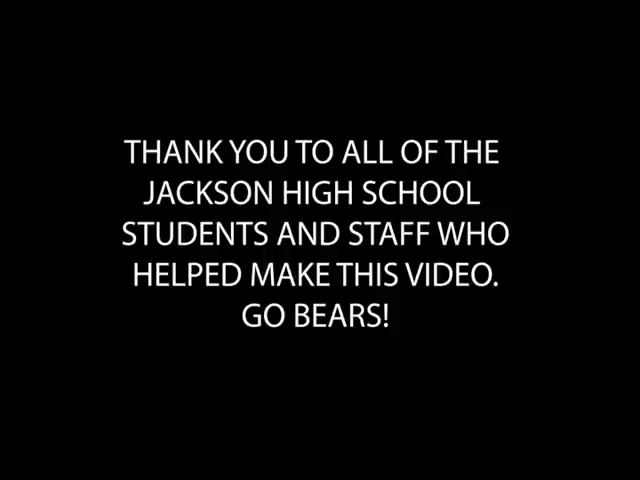 THANK YOU TO ALL OF THE
JACKSON HIGH SCHOOL
STUDENTS AND STAFF WHO
HELPED MAKE THIS VIDEO.
GO BEARS!